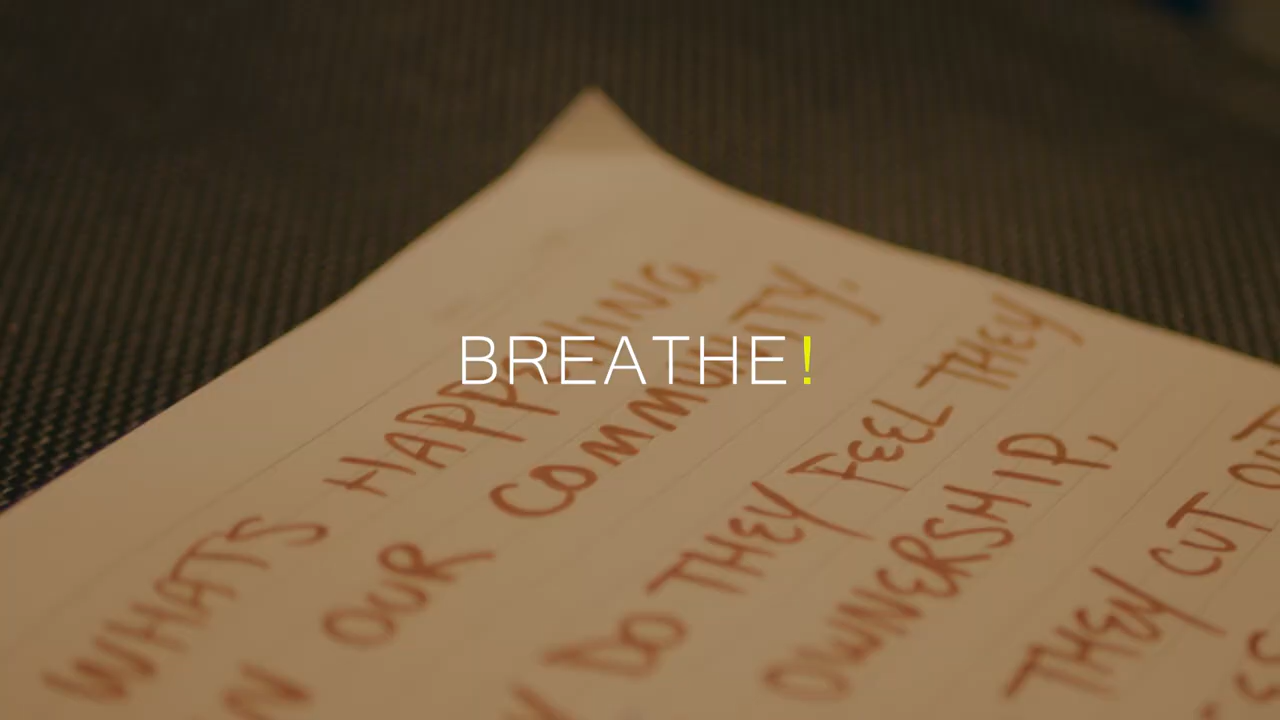 BREATHE!
WHATS HAPPENING
IN OUR COMMUNITY.
DO THEY FEEL THEY
OWNERSHIP,
THEY CUT OUT